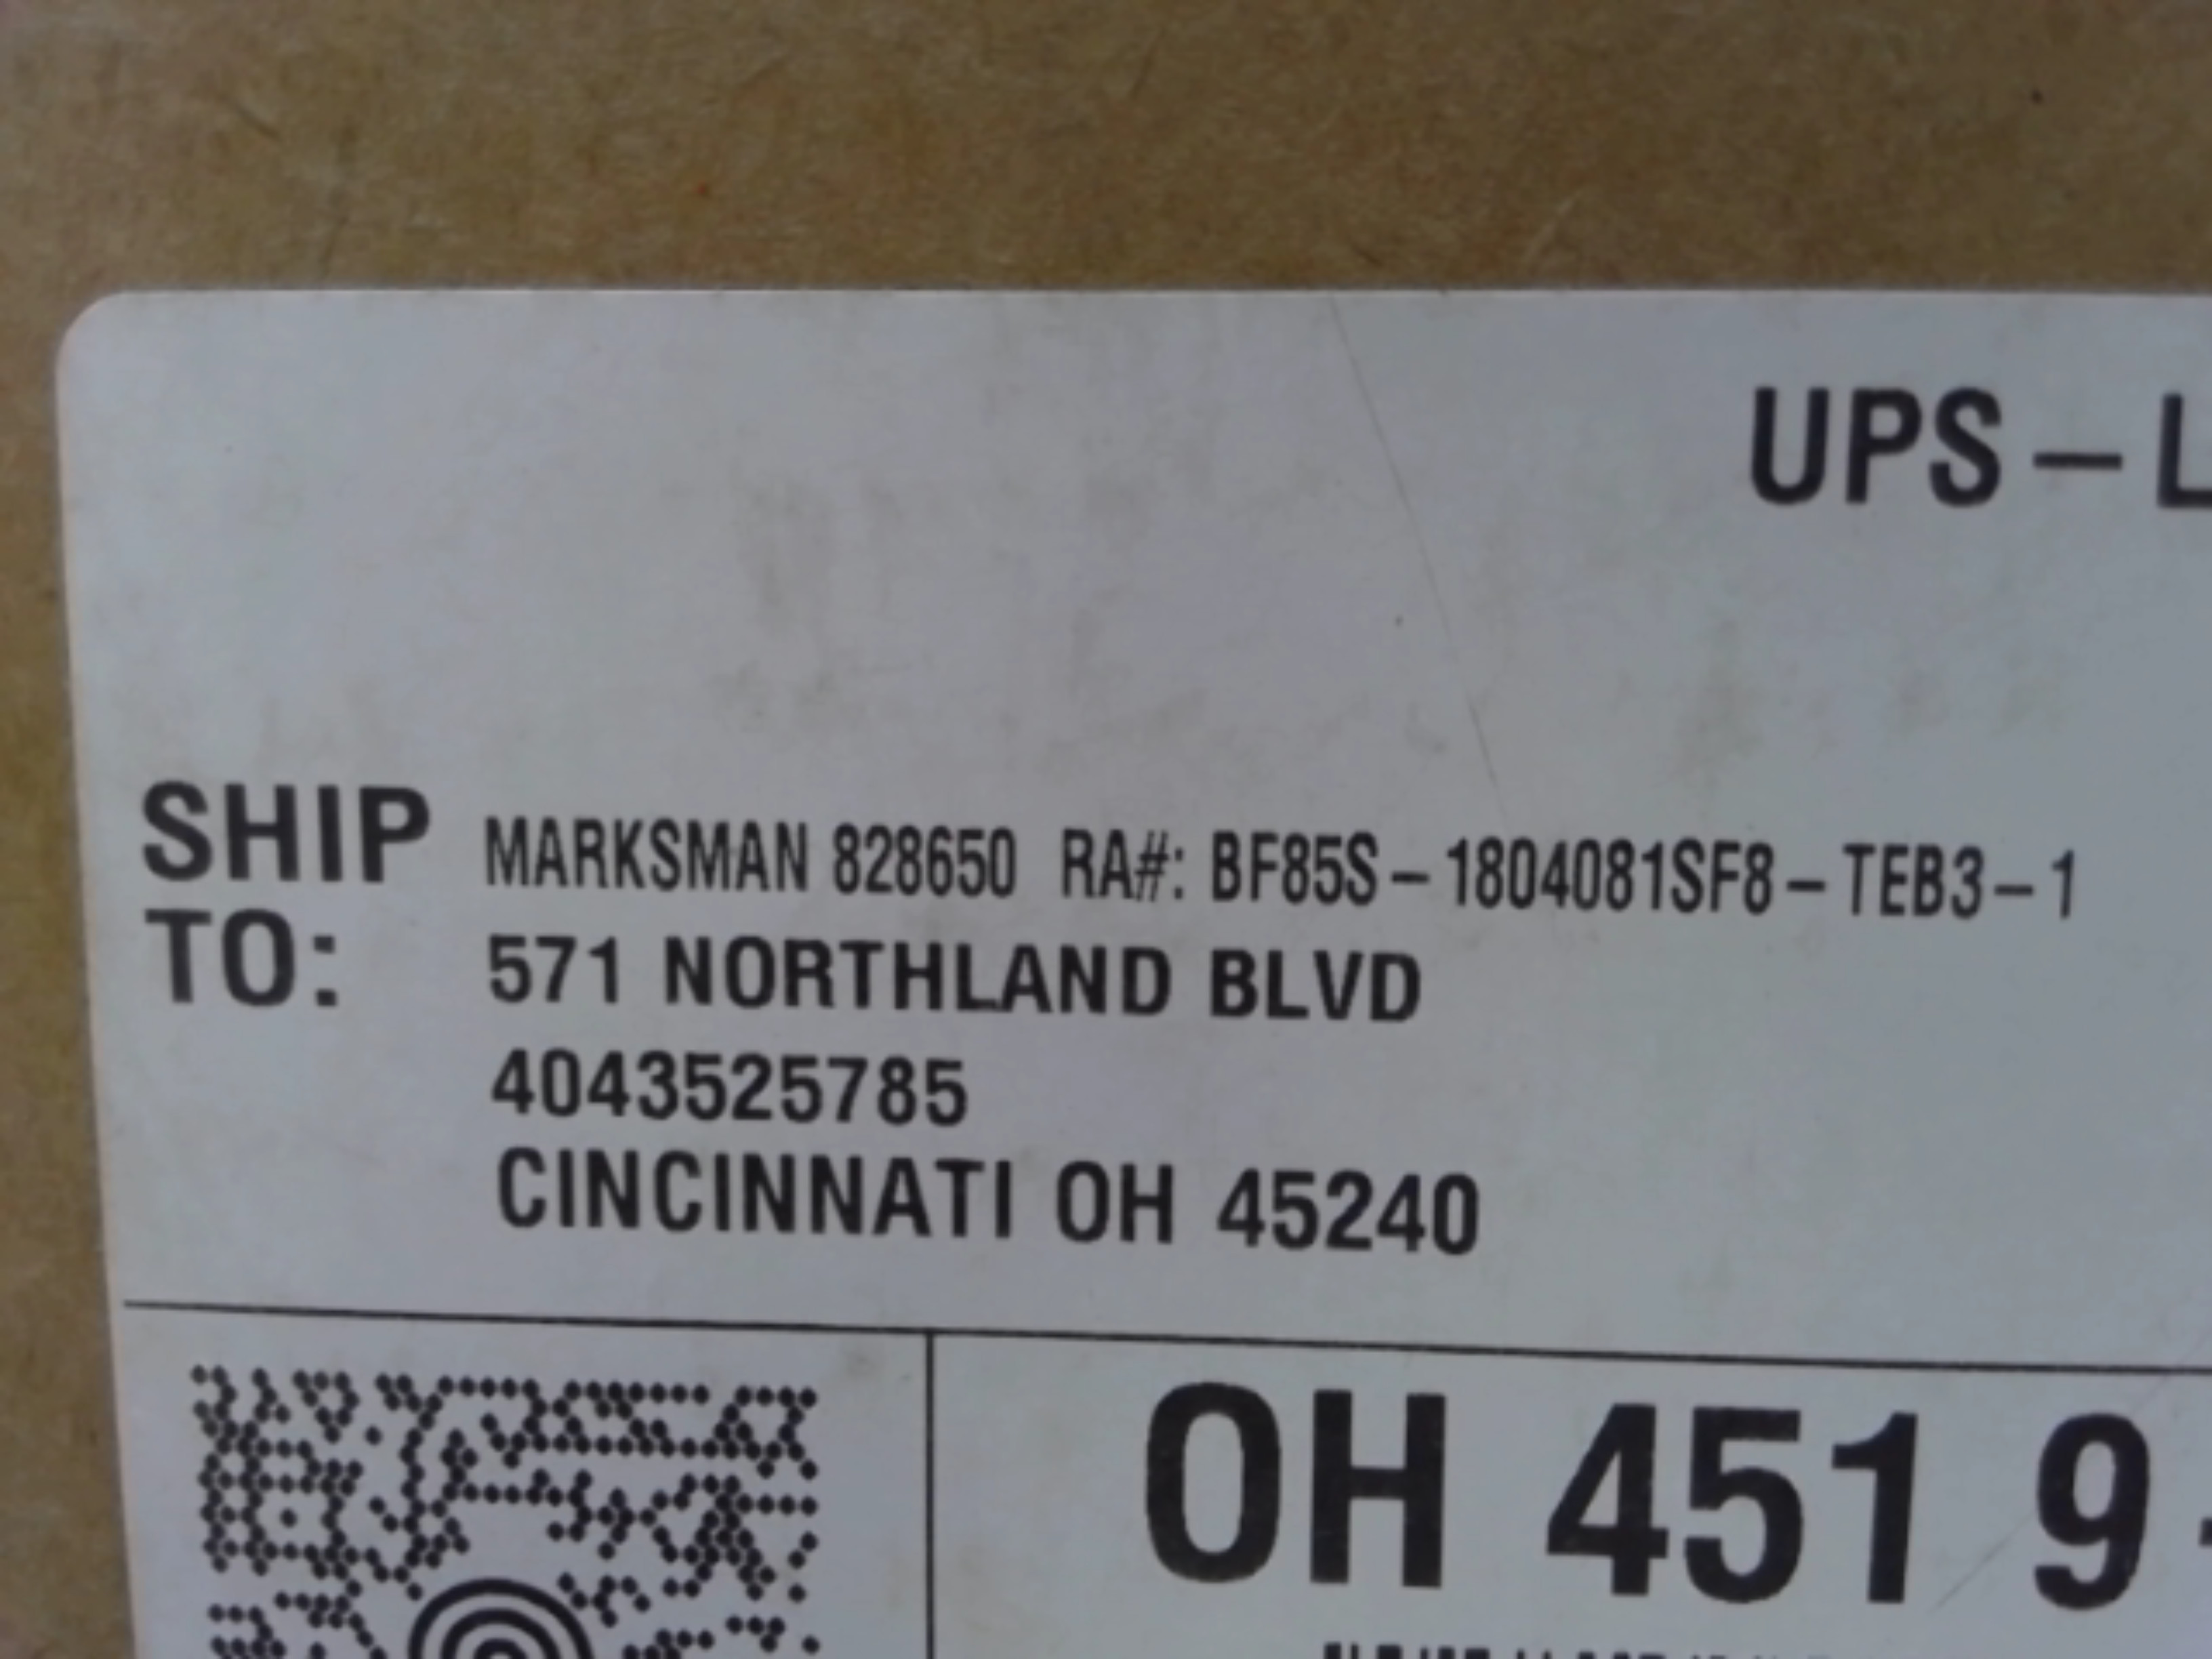 UPS - L
SHIP TO:
MARKSMAN 828650 RA#: BF85S-1804081SF8-TEB3-1
571 NORTHLAND BLVD
4043525785
CINCINNATI OH 45240
OH 451 9